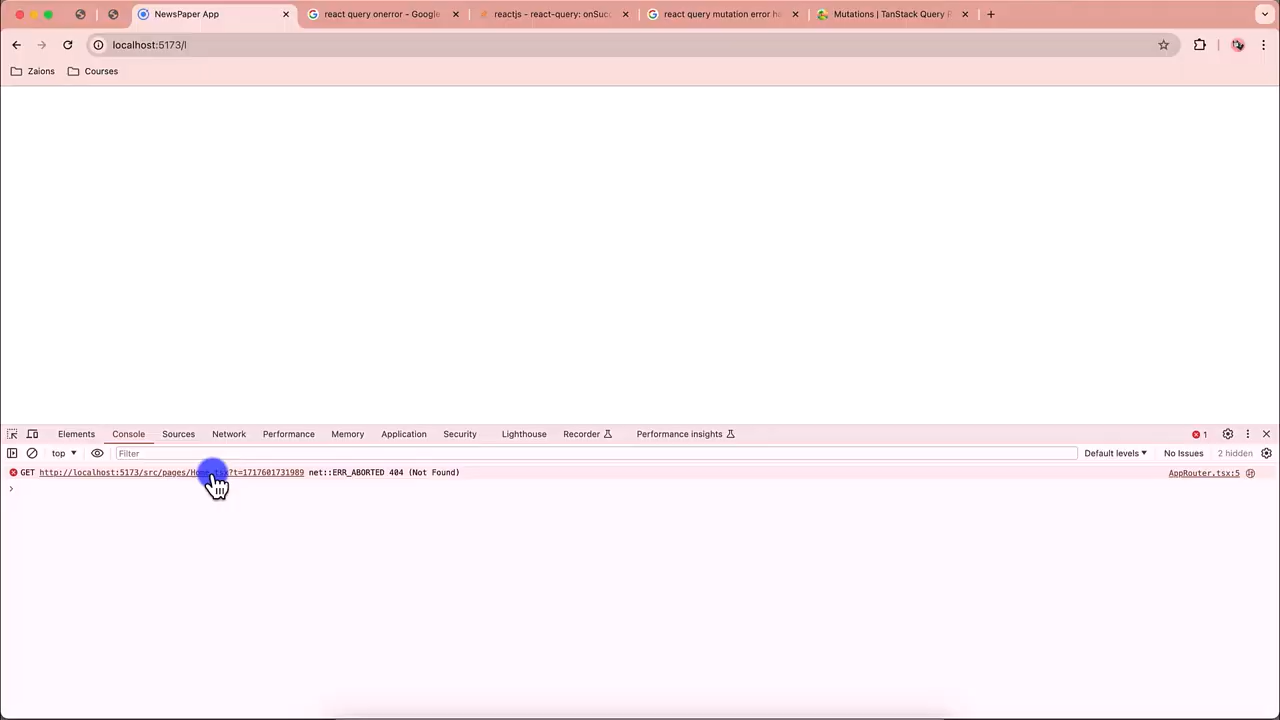 NewsPaper App
react query onerror - Google
reactjs - react-query: onSuc
react query mutation error h
Mutations | TanStack Query
localhost:5173/l
Zaions
Courses
Elements
Console
Sources
Network
Performance
Memory
Application
Security
Lighthouse
Recorder
Performance insights
1
top
Filter
Default levels
No Issues
2 hidden
GET http://localhost:5173/src/pages/Home.tsx?t=1717601731989 net::ERR_ABORTED 404 (Not Found)
AppRouter.tsx:5